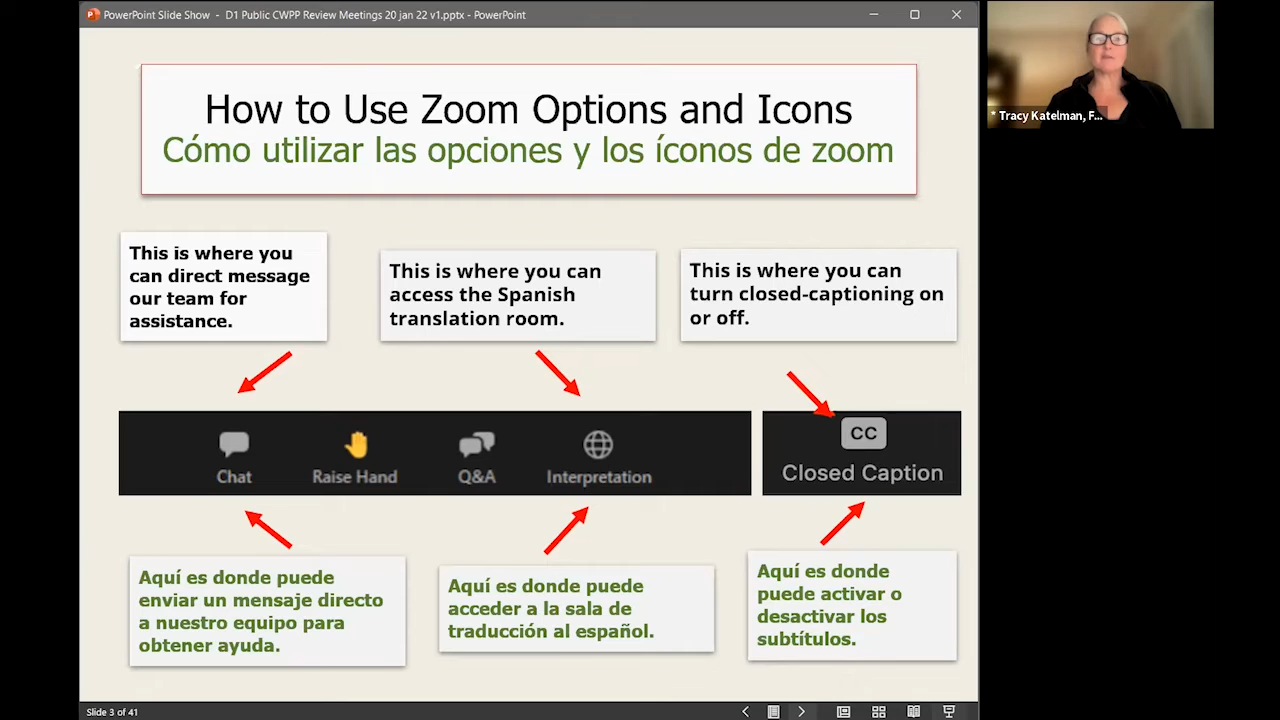 PowerPoint Slide Show - D1 Public CWPP Review Meetings 20 jan 22 v1.pptx - PowerPoint
* Tracy Katelman, F...
How to Use Zoom Options and Icons
Cómo utilizar las opciones y los íconos de zoom
This is where you
can direct message
our team for
assistance.
This is where you can
access the Spanish
translation room.
This is where you can
turn closed-captioning on
or off.
Chat
Raise Hand
Q&A
Interpretation
CC
Closed Caption
Aquí es donde puede
enviar un mensaje directo
a nuestro equipo para
obtener ayuda.
Aquí es donde puede
acceder a la sala de
traducción al español.
Aquí es donde
puede activar o
desactivar los
subtítulos.
Slide 3 of 41